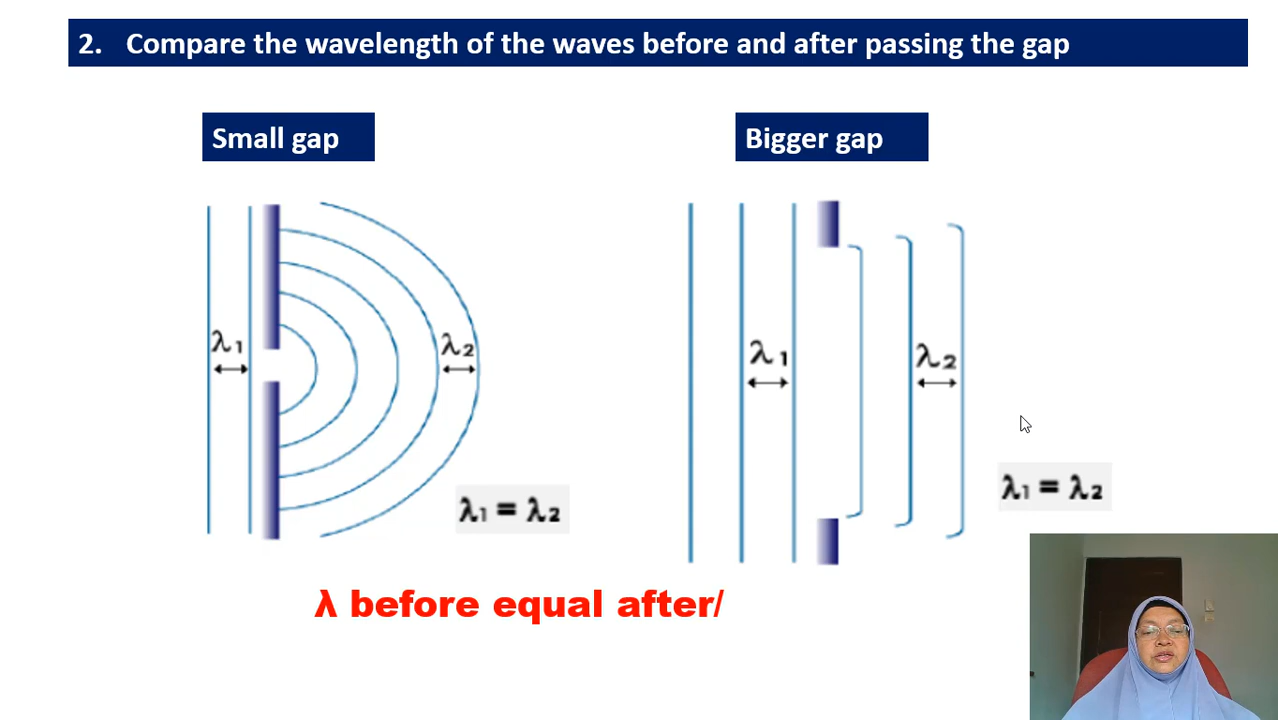 2. Compare the wavelength of the waves before and after passing the gap
Small gap
Bigger gap
λ1
λ2
λ1
λ2
λ1 = λ2
λ1 = λ2
λ before equal after/